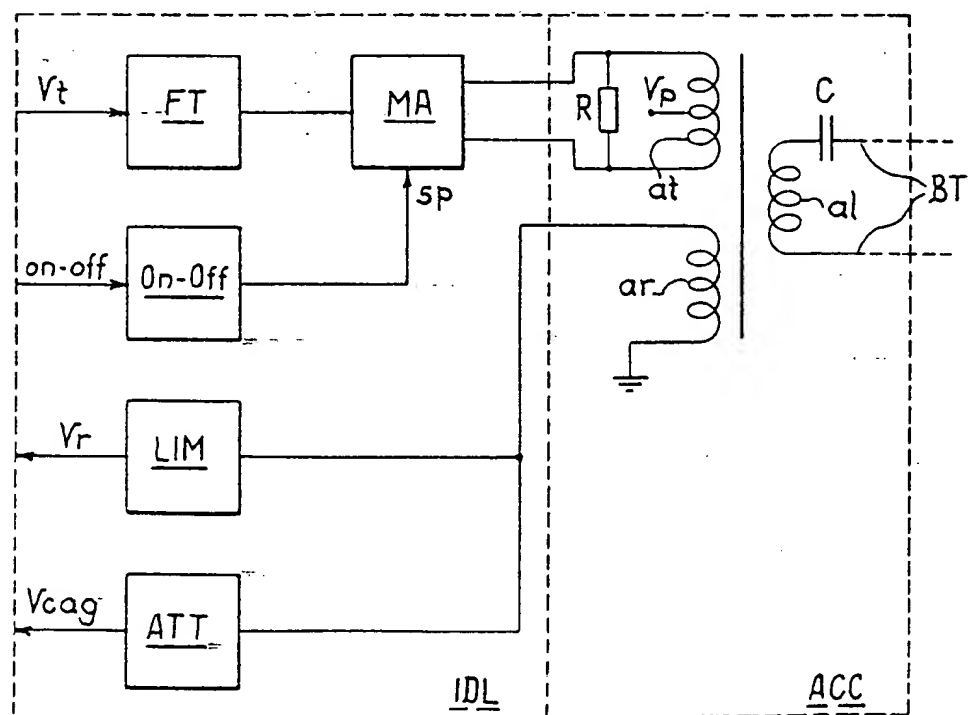 Vt
FT
MA
R
Vp
at
C
al
BT
sp
on-off
On-Off
ar
Vr
LIM
Vcag
ATT
IDL
ACC